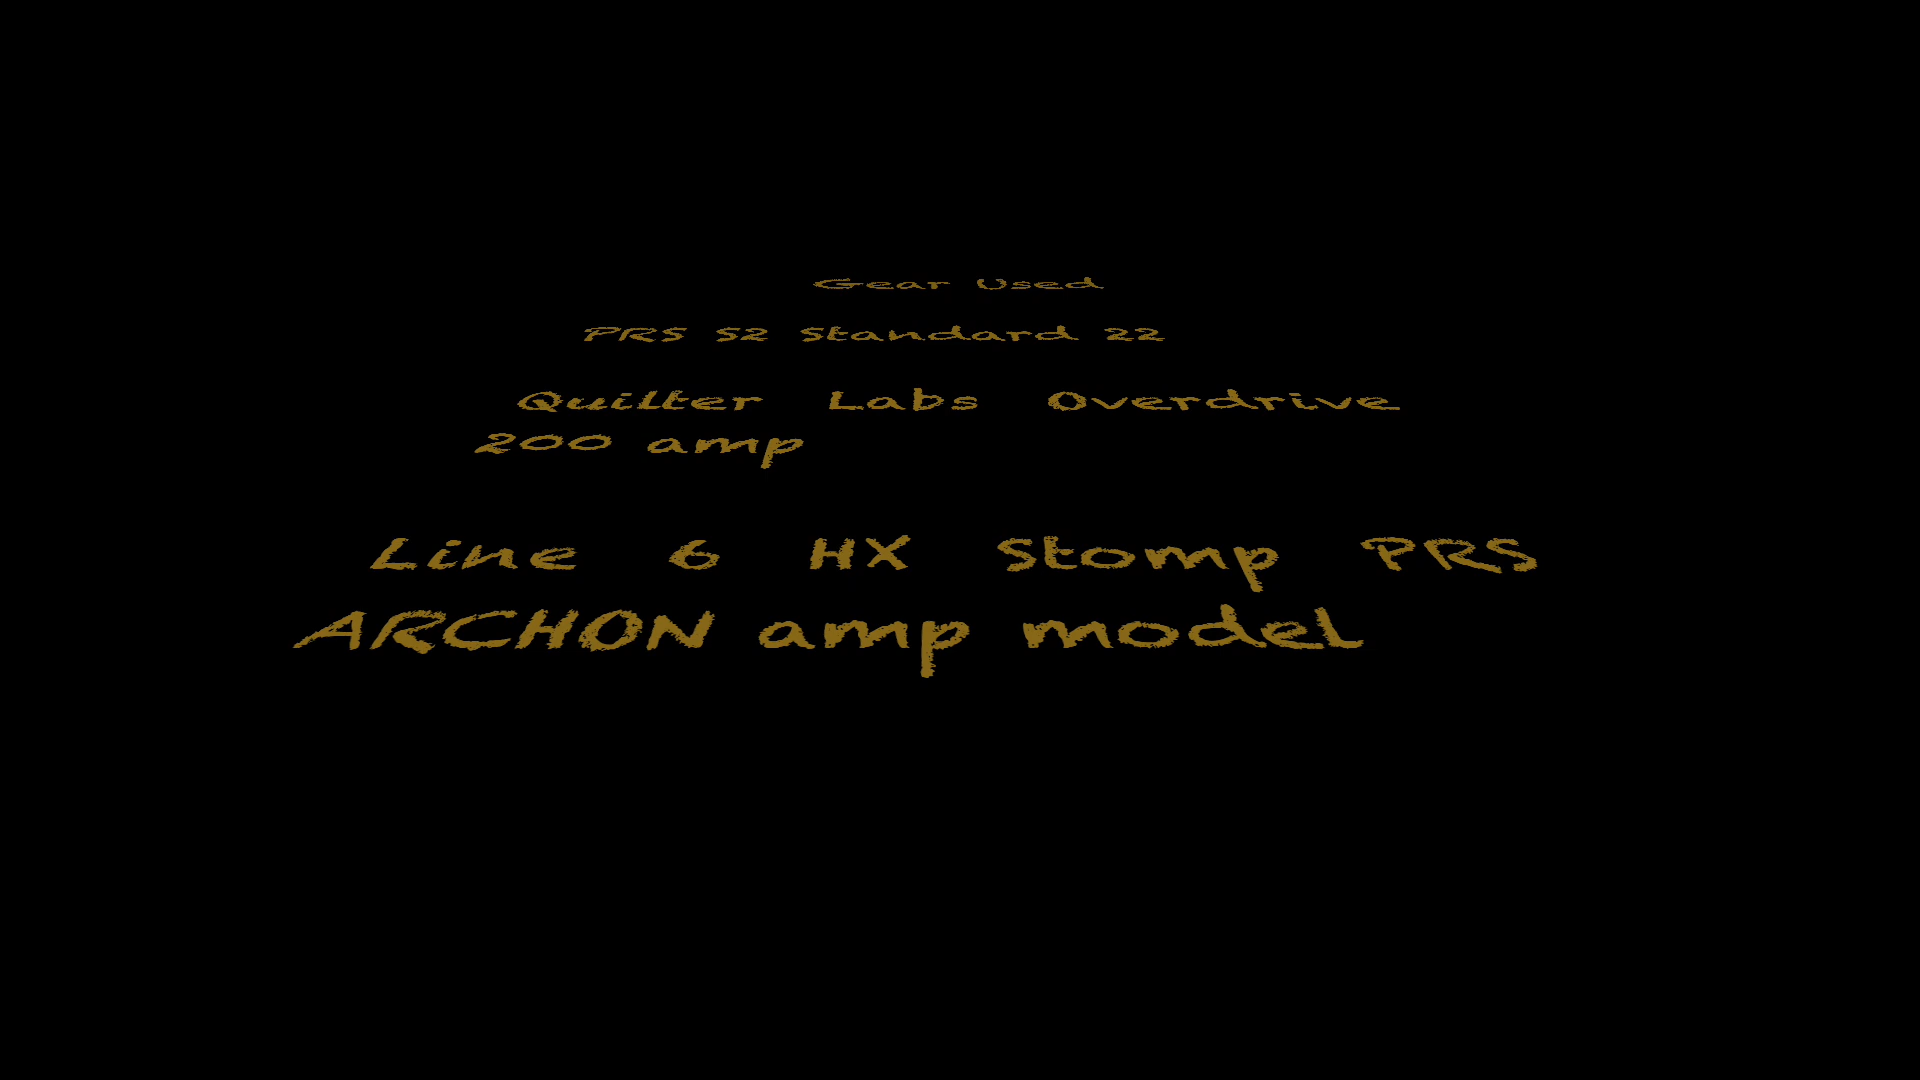 Gear Used
PRS S2 Standard 22
Quilter Labs Overdrive
200 amp
Line 6 HX Stomp PRS
ARCHON amp model